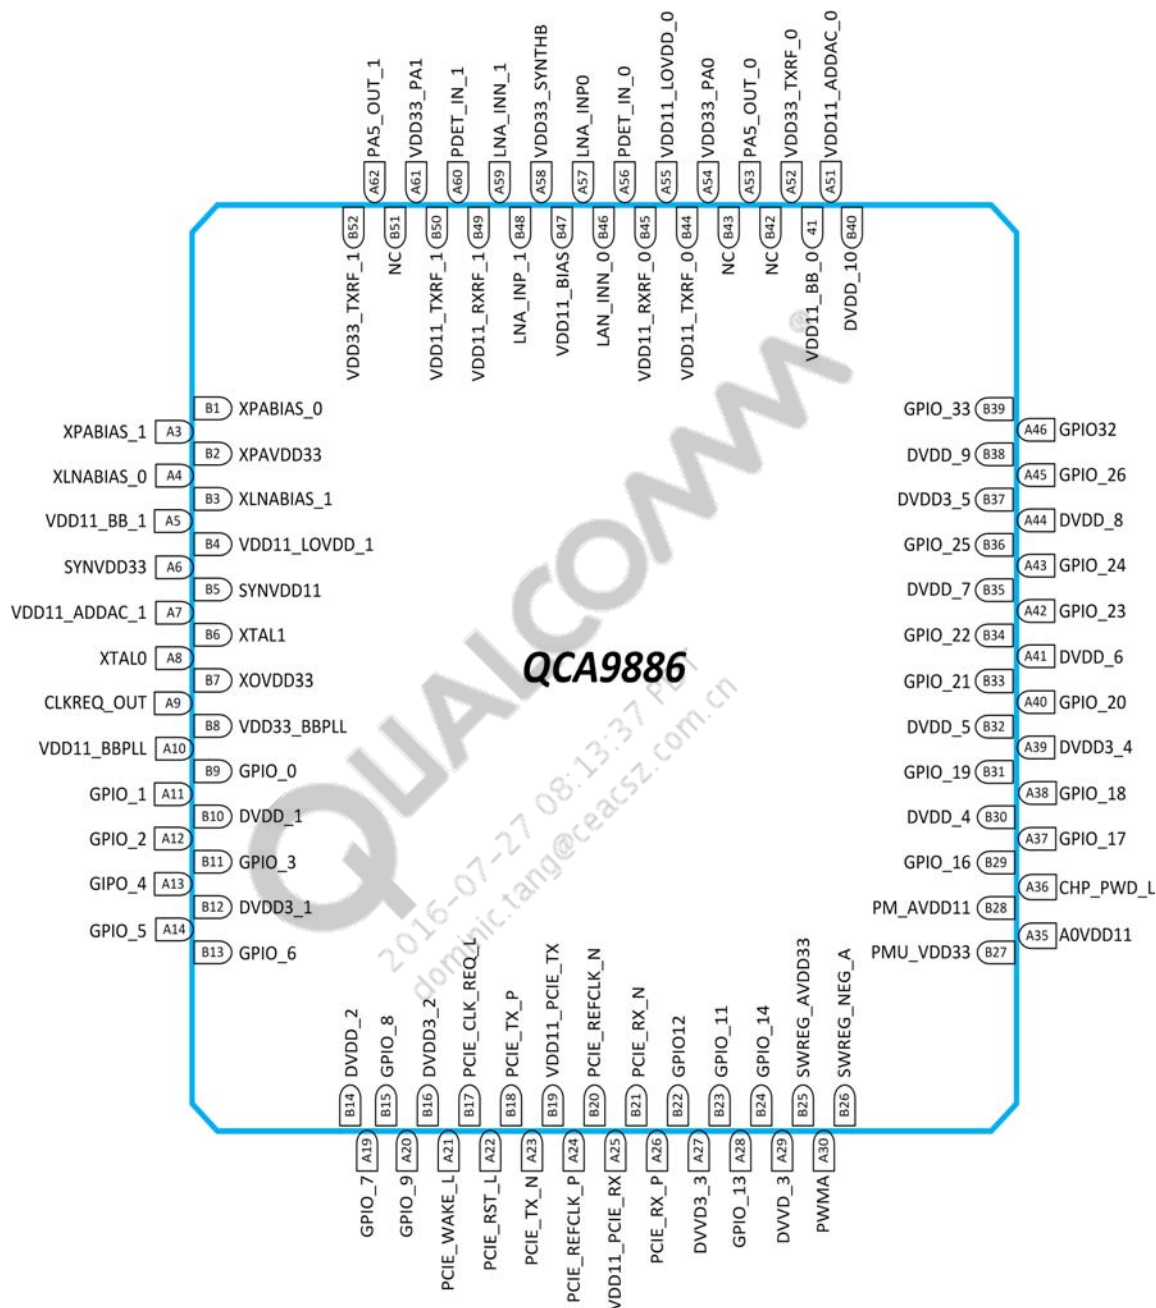 PA5_OUT_1
VDD33_PA1
PDET_IN_1
LNA_INN_1
VDD33_SYNTHB
LNA_INP0
PDET_IN_0
VDD11_LOVDD_0
VDD33_PA0
PA5_OUT_0
VDD33_TXRF_0
VDD11_ADDAC_0
A62 A61 A60 A59 A58 A57 A56 A55 A54 A53 A52 A51
B52 B51 B50 B49 B48 B47 B46 B45 B44 B43 B42 41 B40
VDD33_TXRF_1
NC
VDD11_TXRF_1
VDD11_RXRF_1
LNA_INP_1
VDD11_BIAS
LAN_INN_0
VDD11_RXRF_0
VDD11_TXRF_0
NC
NC
VDD11_BB_0
DVDD_10
B1 XPABIAS_0
XPABIAS_1 A3
B2 XPAVDD33
XLNABIAS_0 A4
B3 XLNABIAS_1
VDD11_BB_1 A5
B4 VDD11_LOVDD_1
SYNVDD33 A6
B5 SYNVDD11
VDD11_ADDAC_1 A7
B6 XTAL1
XTAL0 A8
B7 XOVDD33
CLKREQ_OUT A9
B8 VDD33_BBPLL
VDD11_BBPLL A10
B9 GPIO_0
GPIO_1 A11
B10 DVDD_1
GPIO_2 A12
B11 GPIO_3
GIPO_4 A13
B12 DVDD3_1
GPIO_5 A14
B13 GPIO_6
QCA9886
QUALCOMM®
2016-07-27 08:13:37 PDT
dominic.tang@ceacsz.com.cn
GPIO_33 B39
A46 GPIO32
DVDD_9 B38
A45 GPIO_26
DVDD3_5 B37
A44 DVDD_8
GPIO_25 B36
A43 GPIO_24
DVDD_7 B35
A42 GPIO_23
GPIO_22 B34
A41 DVDD_6
GPIO_21 B33
A40 GPIO_20
DVDD_5 B32
A39 DVDD3_4
GPIO_19 B31
A38 GPIO_18
DVDD_4 B30
A37 GPIO_17
GPIO_16 B29
A36 CHP_PWD_L
PM_AVDD11 B28
A35 A0VDD11
PMU_VDD33 B27
DVDD_2
GPIO_8
DVDD3_2
PCIE_CLK_REQ_L
PCIE_TX_P
VDD11_PCIE_TX
PCIE_REFCLK_N
PCIE_RX_N
GPIO12
GPIO_11
GPIO_14
SWREG_AVDD33
SWREG_NEG_A
B14 B15 B16 B17 B18 B19 B20 B21 B22 B23 B24 B25 B26
A19 A20 A21 A22 A23 A24 A25 A26 A27 A28 A29 A30
GPIO_7
GPIO_9
PCIE_WAKE_L
PCIE_RST_L
PCIE_TX_N
PCIE_REFCLK_P
VDD11_PCIE_RX
PCIE_RX_P
DVVD3_3
GPIO_13
DVVD_3
PWMA